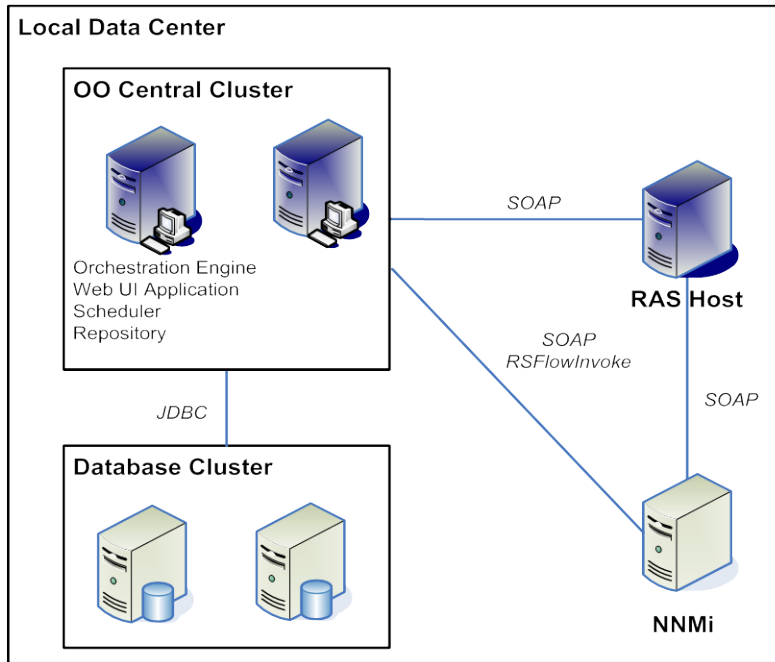 Local Data Center
OO Central Cluster
Orchestration Engine
Web UI Application
Scheduler
Repository
SOAP
RAS Host
SOAP
RSFlowInvoke
SOAP
JDBC
Database Cluster
NNMi